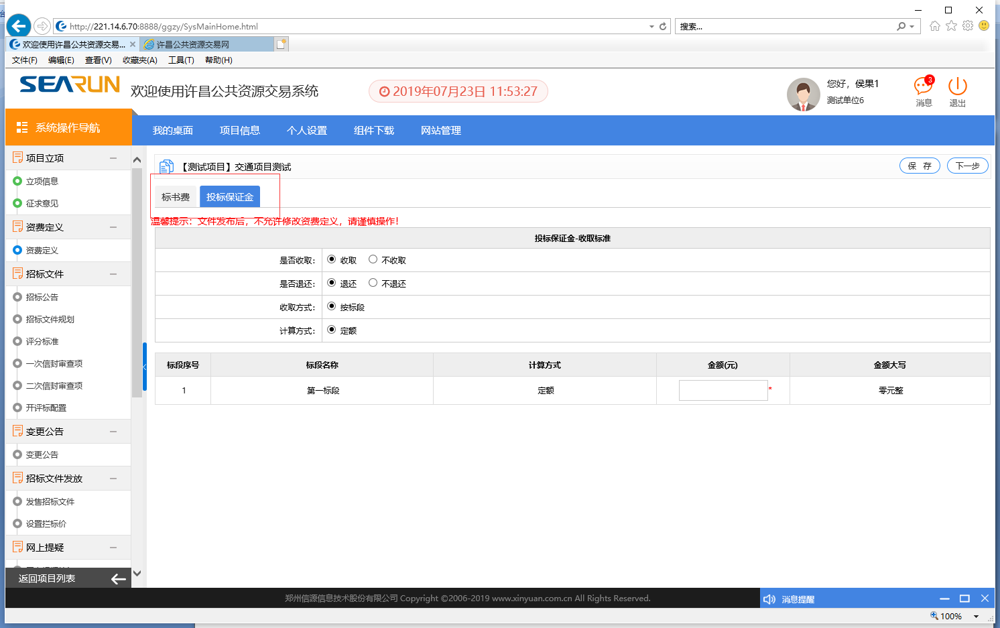 http://221.14.6.70:8888/ggzy/SysMainHome.html
搜索...
欢迎使用许昌公共资源交易...
许昌公共资源交易网
文件(F) 编辑(E) 查看(V) 收藏夹(A) 工具(T) 帮助(H)
SEARUN
欢迎使用许昌公共资源交易系统
2019年07月23日 11:53:27
您好，侯果1
测试单位6
3
消息
退出
系统操作导航
我的桌面 项目信息 个人设置 组件下载 网站管理
项目立项
立项信息
征求意见
资费定义
资费定义
招标文件
招标公告
招标文件规划
评分标准
一次信封审查项
二次信封审查项
开评标配置
变更公告
变更公告
招标文件发放
发售招标文件
设置拦标价
网上提疑
返回项目列表
【测试项目】交通项目测试
保 存
下一步
标书费 投标保证金
温馨提示：文件发布后，不允许修改资费定义，请谨慎操作！
投标保证金-收取标准
是否收取： 收取 不收取
是否退还： 退还 不退还
收取方式： 按标段
计算方式： 定额
标段序号 标段名称 计算方式 金额(元) 金额大写
1 第一标段 定额 * 零元整
郑州信源信息技术股份有限公司 Copyright ©2006-2019 www.xinyuan.com.cn All Rights Reserved.
消息提醒
100%